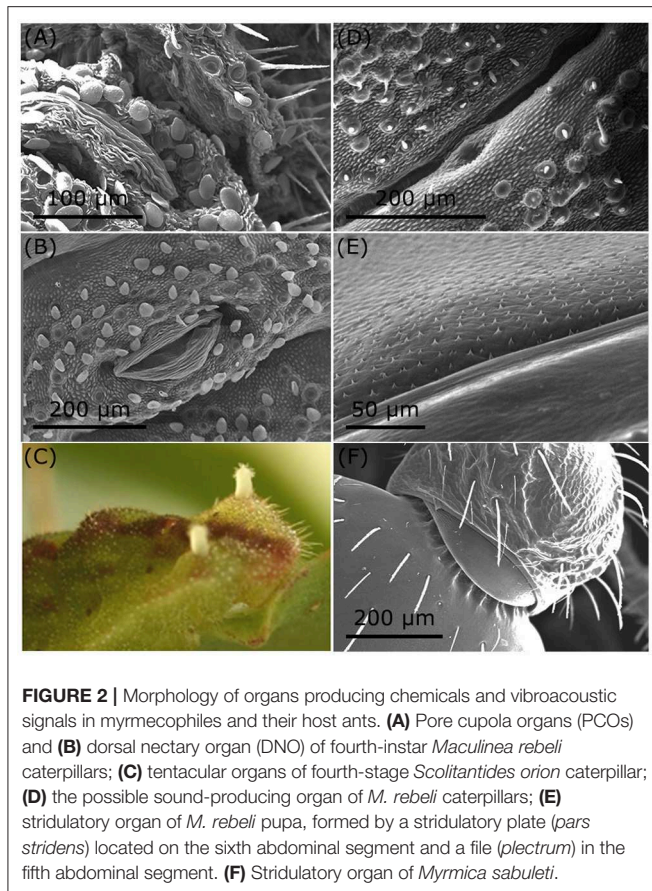 (A)
100 μm
(D)
200 μm
(B)
200 μm
(E)
50 μm
(C)
(F)
200 μm
FIGURE 2 | Morphology of organs producing chemicals and vibroacoustic
signals in myrmecophiles and their host ants. (A) Pore cupola organs (PCOs)
and (B) dorsal nectary organ (DNO) of fourth-instar Maculinea rebeli
caterpillars; (C) tentacular organs of fourth-stage Scolitantides orion caterpillar;
(D) the possible sound-producing organ of M. rebeli caterpillars; (E)
stridulatory organ of M. rebeli pupa, formed by a stridulatory plate (pars
stridens) located on the sixth abdominal segment and a file (plectrum) in the
fifth abdominal segment. (F) Stridulatory organ of Myrmica sabuleti.